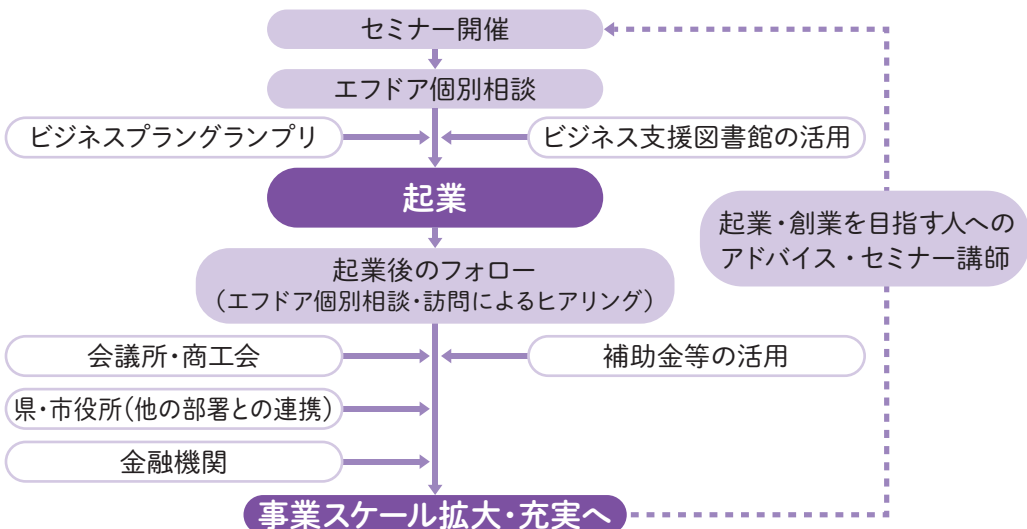 セミナー開催
エフドア個別相談
ビジネスプラングランプリ
ビジネス支援図書館の活用
起業
起業・創業を目指す人への
アドバイス・セミナー講師
起業後のフォロー
（エフドア個別相談・訪問によるヒアリング）
会議所・商工会
補助金等の活用
県・市役所（他の部署との連携）
金融機関
事業スケール拡大・充実へ